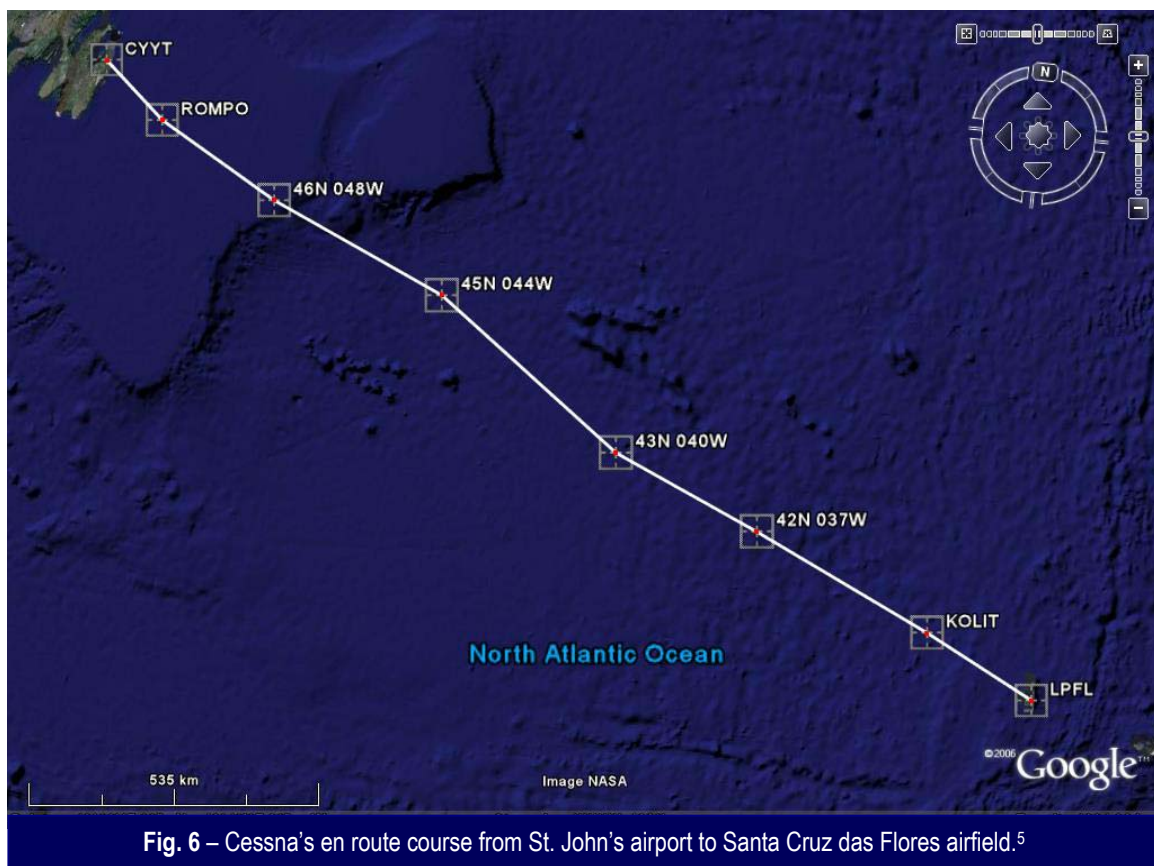 CYYT
N
ROMPO
46N 048W
45N 044W
43N 040W
42N 037W
KOLIT
North Atlantic Ocean
LPFL
©2006 Google™
535 km
Image NASA
Fig. 6 – Cessna's en route course from St. John's airport to Santa Cruz das Flores airfield.⁵